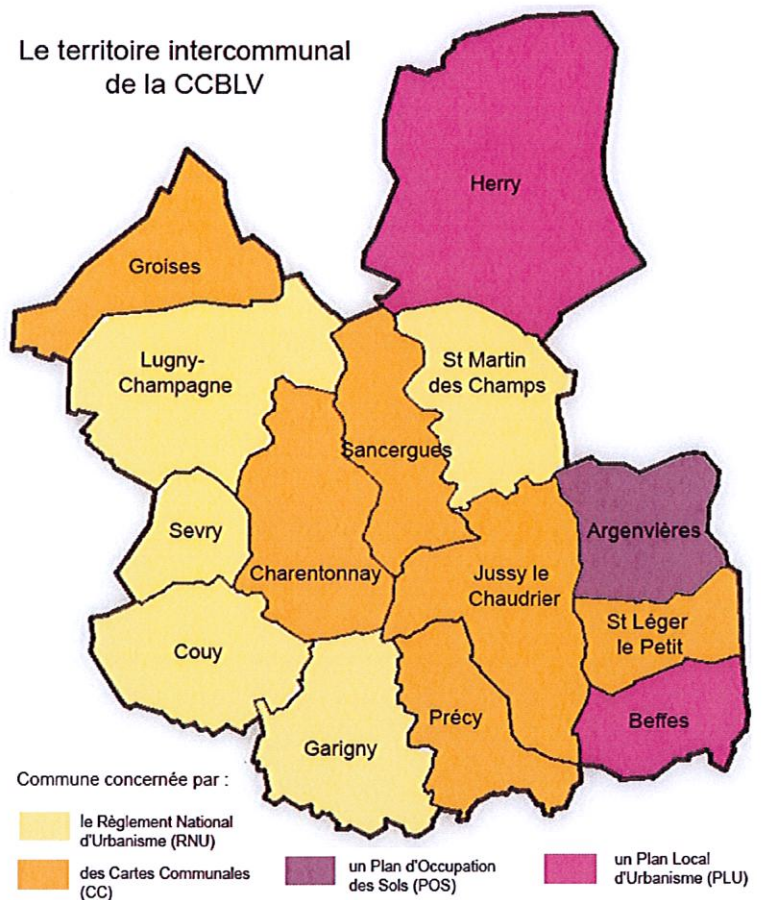 Le territoire intercommunal
de la CCBLV
Herry
Groises
Lugny-
Champagne
St Martin
des Champs
Sancergues
Sevry
Charentonnay
Argenvières
Jussy le
Chaudrier
St Léger
le Petit
Couy
Précy
Beffes
Garigny
Commune concernée par :
le Règlement National
d'Urbanisme (RNU)
des Cartes Communales
(CC)
un Plan d'Occupation
des Sols (POS)
un Plan Local
d'Urbanisme (PLU)